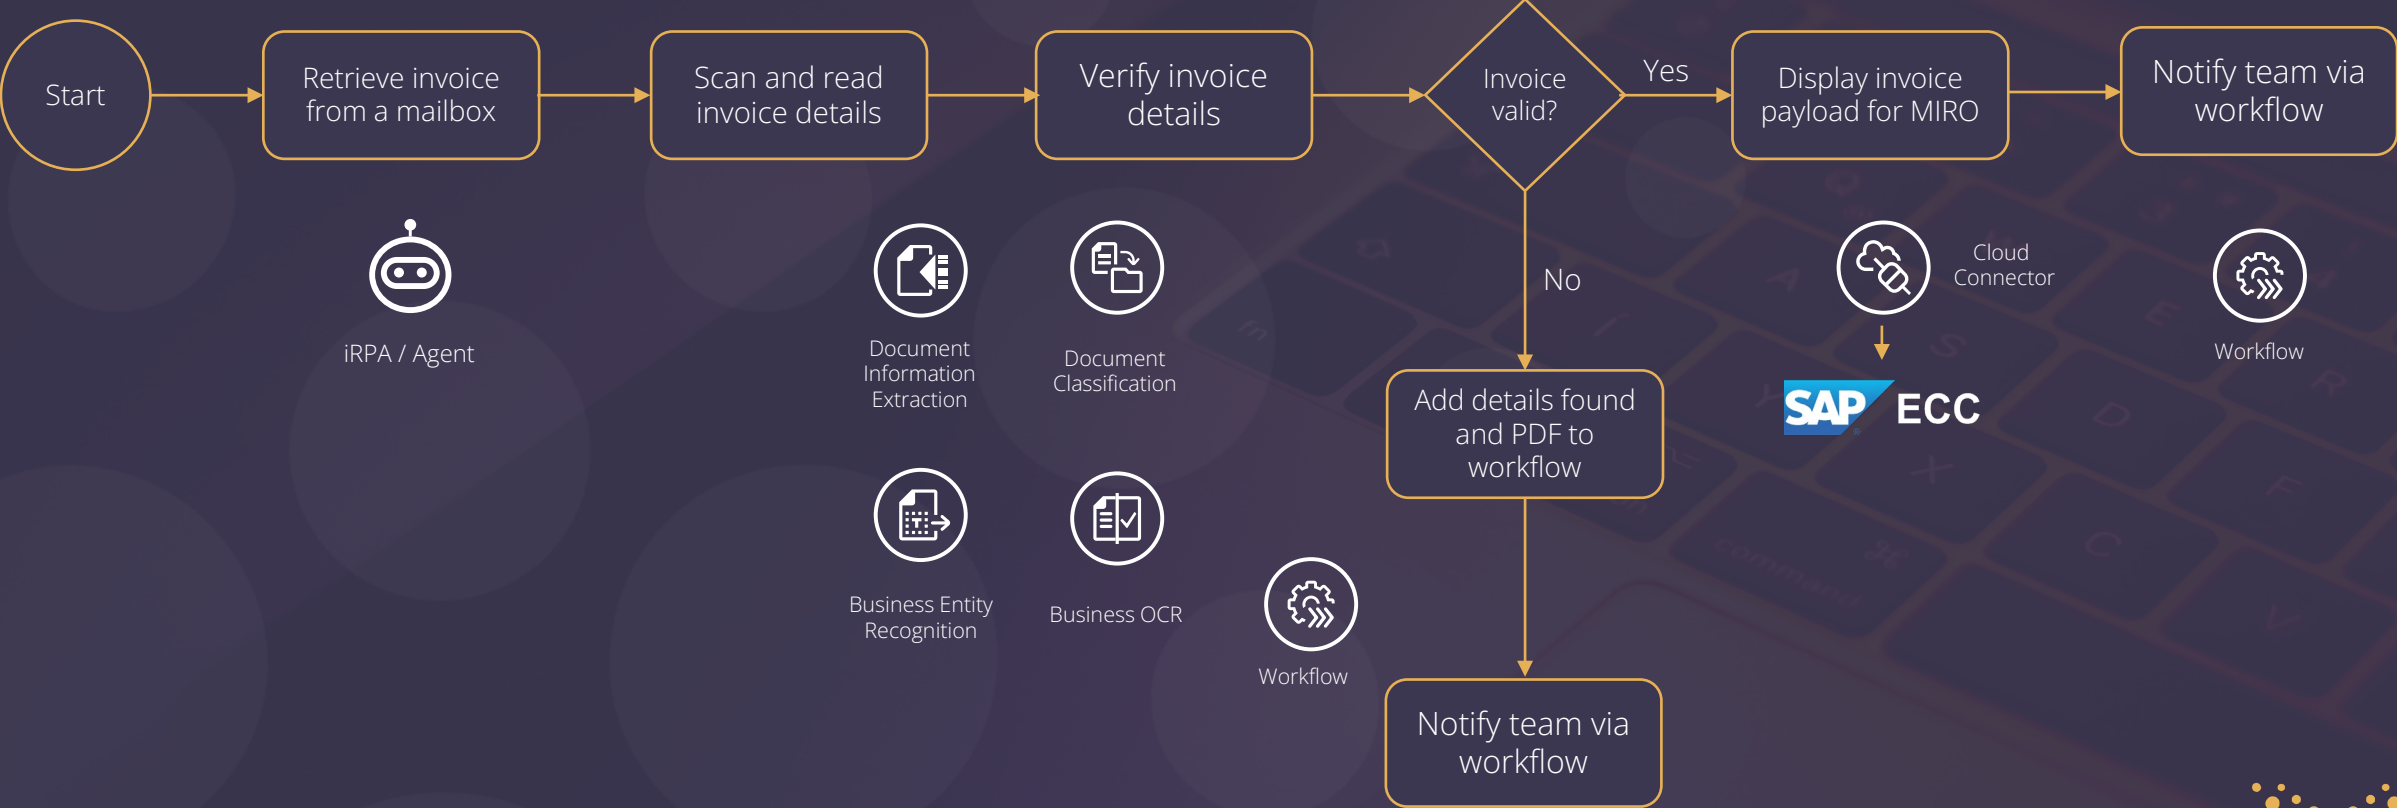 Start
Retrieve invoice
from a mailbox
Scan and read
invoice details
Verify invoice
details
Invoice
valid?
Yes
Display invoice
payload for MIRO
Notify team via
workflow
No
iRPA / Agent
Document
Information
Extraction
Document
Classification
Cloud
Connector
Workflow
SAP ECC
Add details found
and PDF to
workflow
Business Entity
Recognition
Business OCR
Workflow
Notify team via
workflow